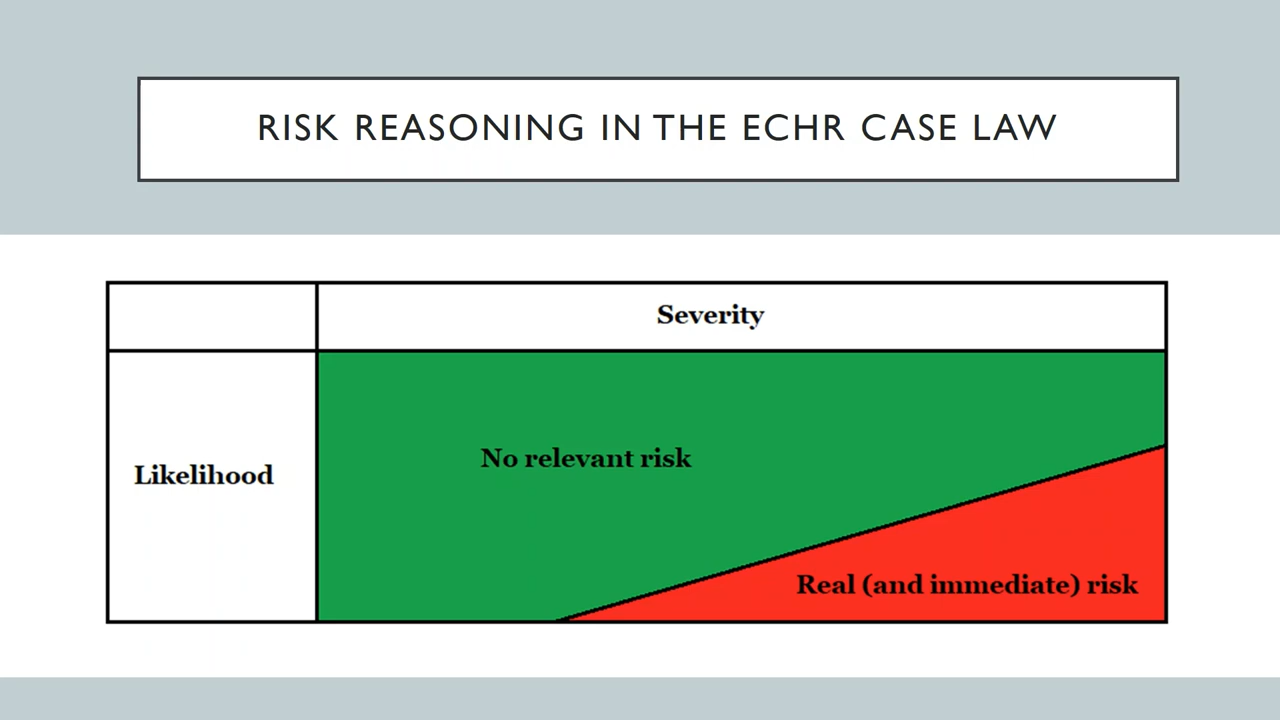 RISK REASONING IN THE ECHR CASE LAW
Severity
No relevant risk
Likelihood
Real (and immediate) risk